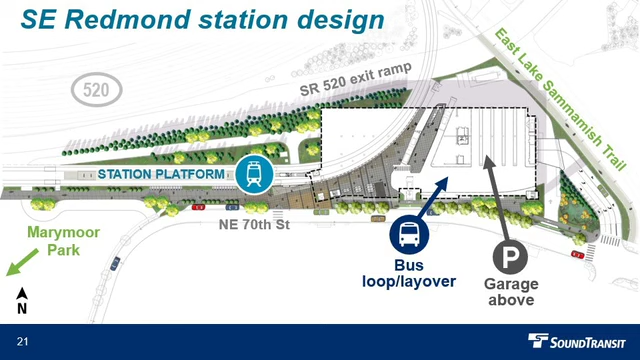 SE Redmond station design
520
SR 520 exit ramp
East Lake Sammamish Trail
STATION PLATFORM
NE 70th St
Marymoor
Park
Bus
loop/layover
P
Garage
above
N
21
SOUNDTRANSIT